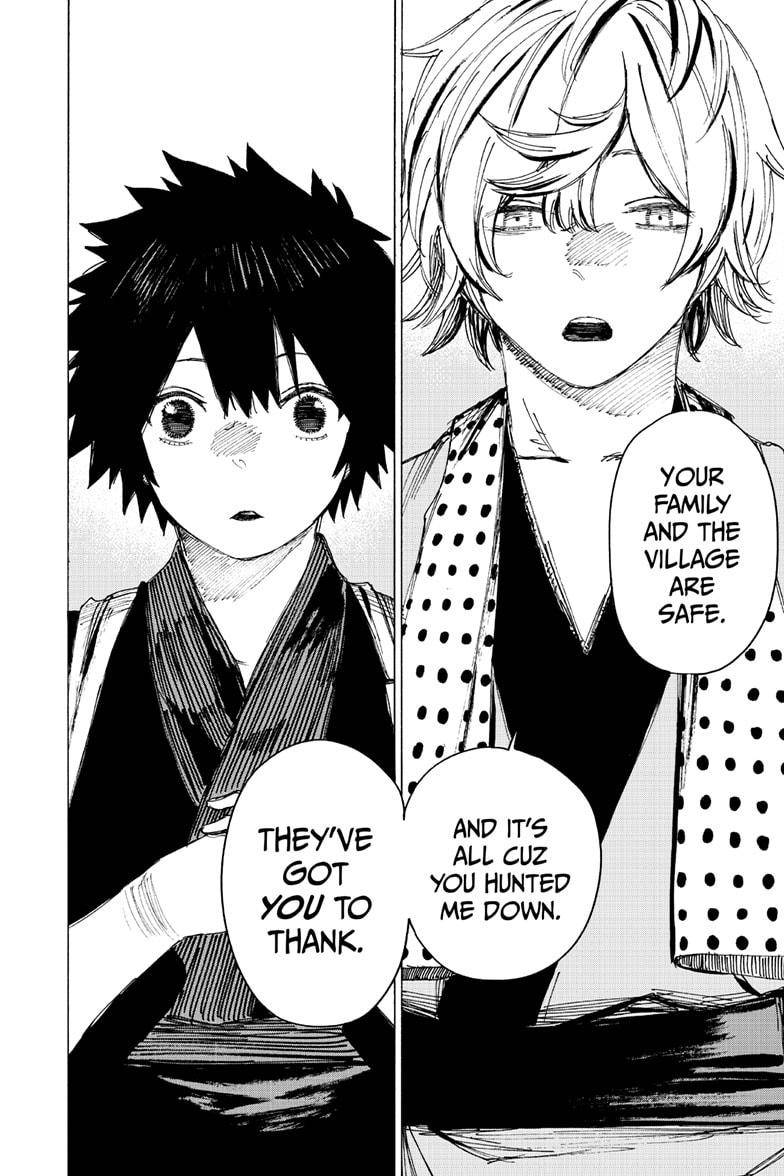 YOUR
FAMILY
AND THE
VILLAGE
ARE
SAFE.
AND IT'S
ALL CUZ
YOU HUNTED
ME DOWN.
THEY'VE
GOT
YOU TO
THANK.